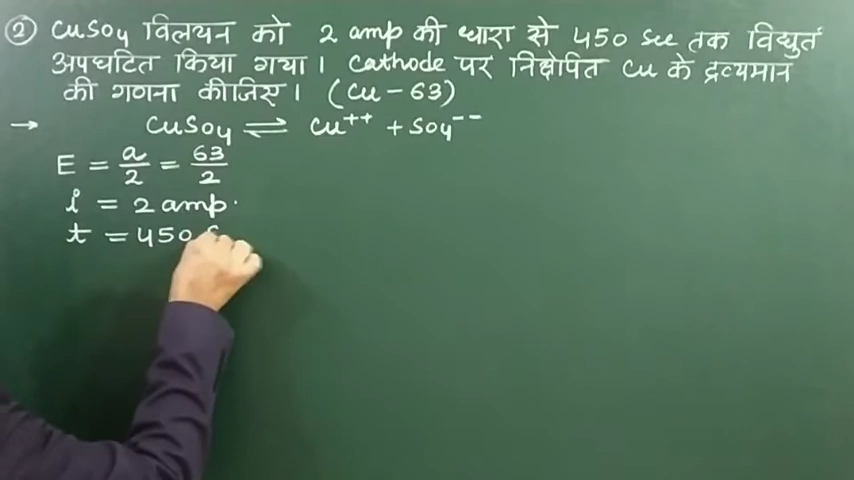 ② CuSO4 विलयन को 2 amp की धारा से 450 sec तक विद्युत
अपघटित किया गया। Cathode पर निक्षेपित Cu के द्रव्यमान
की गणना कीजिए। (Cu - 63)
→ CuSO4 ⇌ Cu++ + SO4--
E = a/2 = 63/2
i = 2 amp.
t = 450 S